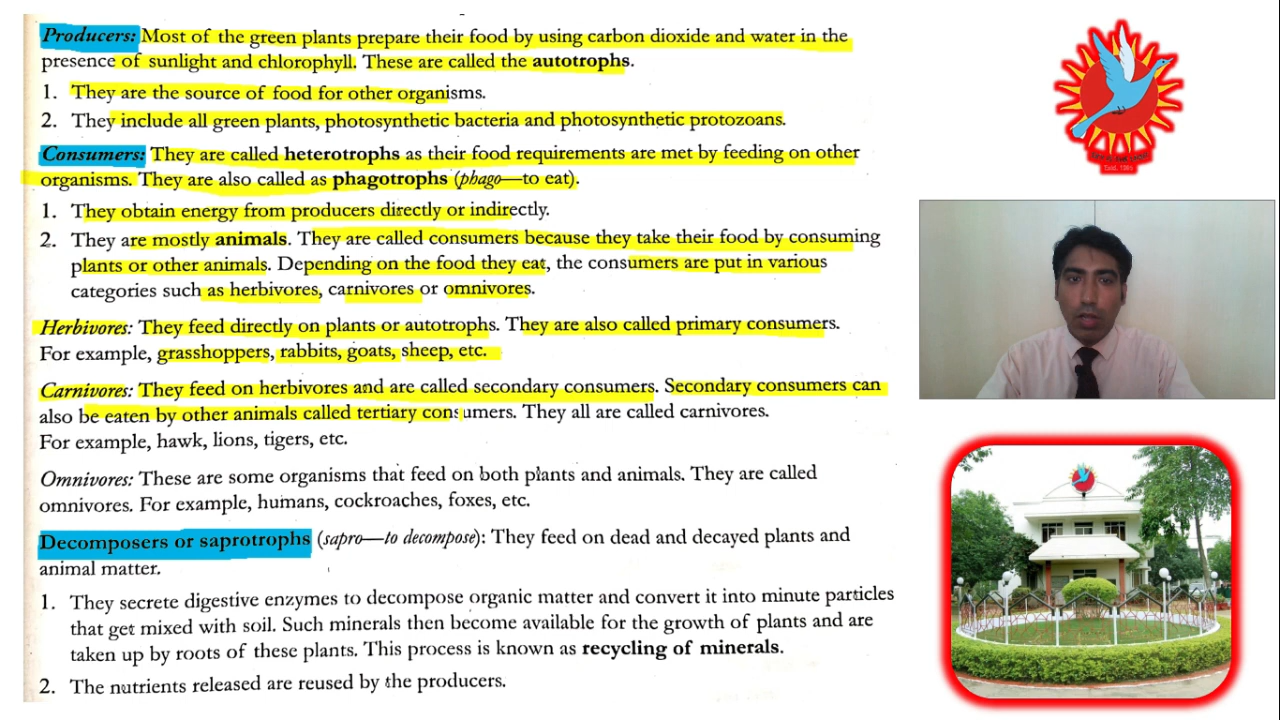 Producers: Most of the green plants prepare their food by using carbon dioxide and water in the
presence of sunlight and chlorophyll. These are called the autotrophs.
1. They are the source of food for other organisms.
2. They include all green plants, photosynthetic bacteria and photosynthetic protozoans.
Consumers: They are called heterotrophs as their food requirements are met by feeding on other
organisms. They are also called as phagotrophs (phago—to eat).
1. They obtain energy from producers directly or indirectly.
2. They are mostly animals. They are called consumers because they take their food by consuming
plants or other animals. Depending on the food they eat, the consumers are put in various
categories such as herbivores, carnivores or omnivores.
Herbivores: They feed directly on plants or autotrophs. They are also called primary consumers.
For example, grasshoppers, rabbits, goats, sheep, etc.
Carnivores: They feed on herbivores and are called secondary consumers. Secondary consumers can
also be eaten by other animals called tertiary consumers. They all are called carnivores.
For example, hawk, lions, tigers, etc.
Omnivores: These are some organisms that feed on both plants and animals. They are called
omnivores. For example, humans, cockroaches, foxes, etc.
Decomposers or saprotrophs (sapro—to decompose): They feed on dead and decayed plants and
animal matter.
1. They secrete digestive enzymes to decompose organic matter and convert it into minute particles
that get mixed with soil. Such minerals then become available for the growth of plants and are
taken up by roots of these plants. This process is known as recycling of minerals.
2. The nutrients released are reused by the producers.